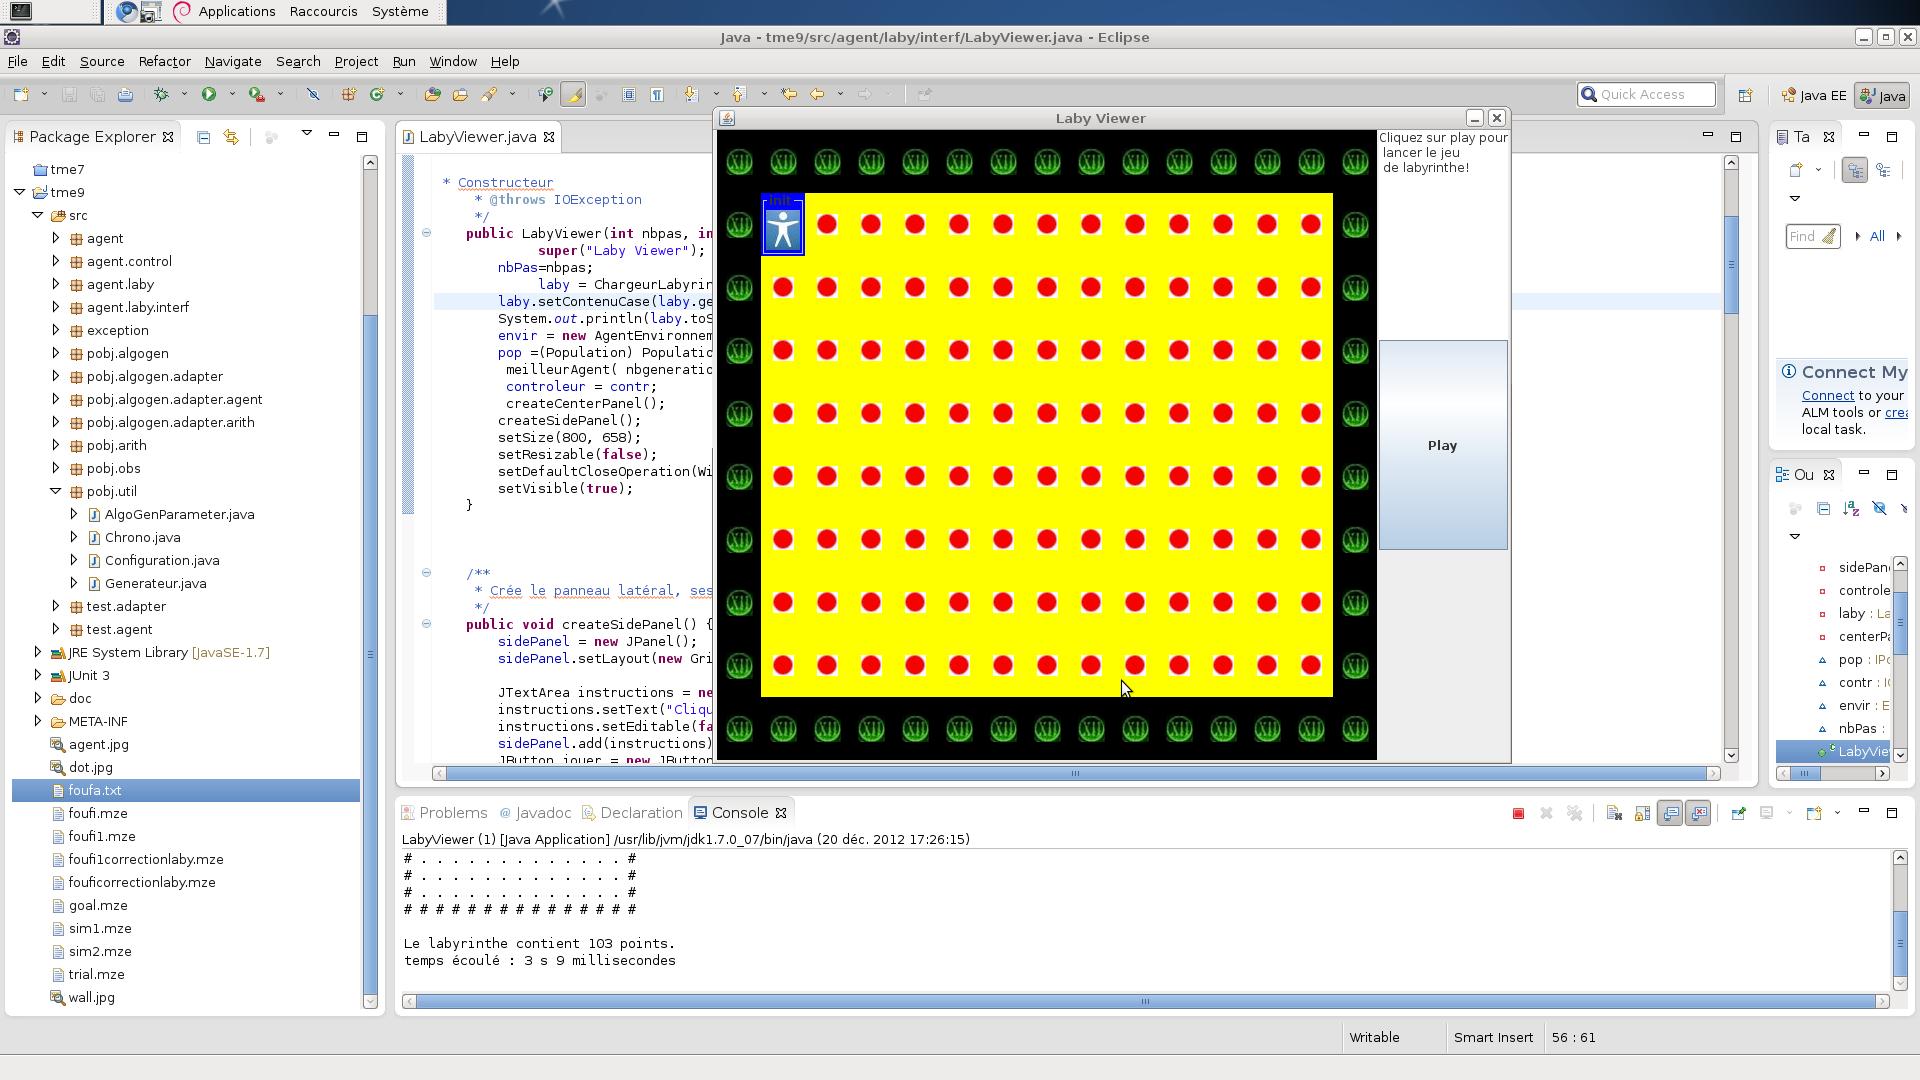 Applications Raccourcis Système
Java - tme9/src/agent/laby/interf/LabyViewer.java - Eclipse
File Edit Source Refactor Navigate Search Project Run Window Help
Quick Access
Java EE
Java
Package Explorer
tme7
tme9
src
agent
agent.control
agent.laby
agent.laby.interf
exception
pobj.algogen
pobj.algogen.adapter
pobj.algogen.adapter.agent
pobj.algogen.adapter.arith
pobj.arith
pobj.obs
pobj.util
AlgoGenParameter.java
Chrono.java
Configuration.java
Generateur.java
test.adapter
test.agent
JRE System Library [JavaSE-1.7]
JUnit 3
doc
META-INF
agent.jpg
dot.jpg
foufa.txt
foufi.mze
foufi1.mze
foufi1correctionlaby.mze
fouficorrectionlaby.mze
goal.mze
sim1.mze
sim2.mze
trial.mze
wall.jpg
LabyViewer.java
* Constructeur
* @throws IOException
*/
public LabyViewer(int nbpas, in
super("Laby Viewer");
nbPas=nbpas;
laby = ChargeurLabyrin
laby.setContenuCase(laby.ge
System.out.println(laby.toS
envir = new AgentEnvironnem
pop =(Population) Populatio
meilleurAgent( nbgeneratio
controleur = contr;
createCenterPanel();
createSidePanel();
setSize(800, 658);
setResizable(false);
setDefaultCloseOperation(Wi
setVisible(true);
}
/**
* Crée le panneau latéral, ses
*/
public void createSidePanel() {
sidePanel = new JPanel();
sidePanel.setLayout(new Gri
JTextArea instructions = ne
instructions.setText("Cliqu
instructions.setEditable(fa
sidePanel.add(instructions)
JButton jouer = new JButton
Laby Viewer
Cliquez sur play pour
lancer le jeu
de labyrinthe!
init
Play
Ta
Find
All
Connect My
Connect to your
ALM tools or crea
local task.
Ou
sidePane
controle
laby : La
centerPa
pop : IPo
contr : I
envir : E
nbPas :
LabyView
Problems Javadoc Declaration Console
LabyViewer (1) [Java Application] /usr/lib/jvm/jdk1.7.0_07/bin/java (20 déc. 2012 17:26:15)
# . . . . . . . . . . . . . #
# . . . . . . . . . . . . . #
# . . . . . . . . . . . . . #
# # # # # # # # # # # # # # #
Le labyrinthe contient 103 points.
temps écoulé : 3 s 9 millisecondes
Writable
Smart Insert
56 : 61